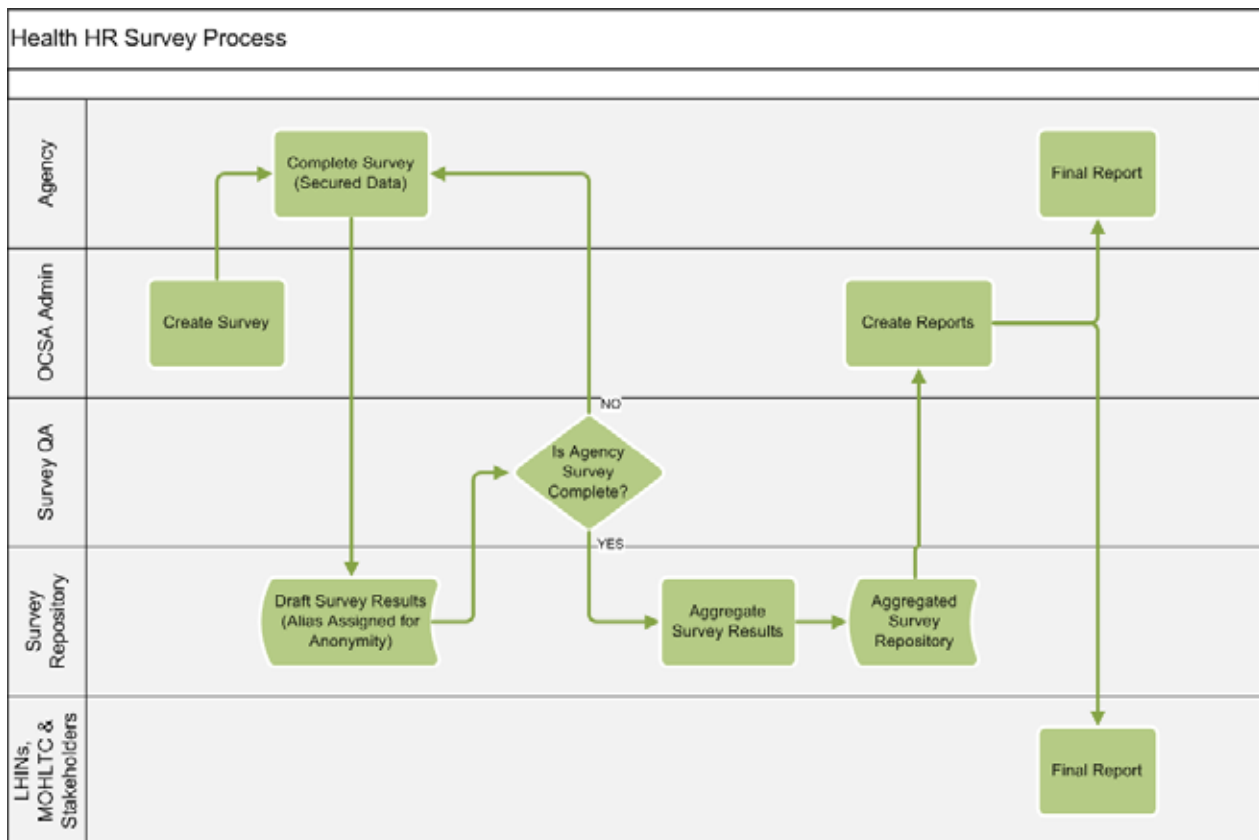 Health HR Survey Process
Agency
Complete Survey
(Secured Data)
Final Report
OCSA Admin
Create Survey
Create Reports
Survey QA
NO
Is Agency
Survey
Complete?
YES
Survey
Repository
Draft Survey Results
(Alias Assigned for
Anonymity)
Aggregate
Survey Results
Aggregated
Survey
Repository
LHINs,
MOHLTC &
Stakeholders
Final Report